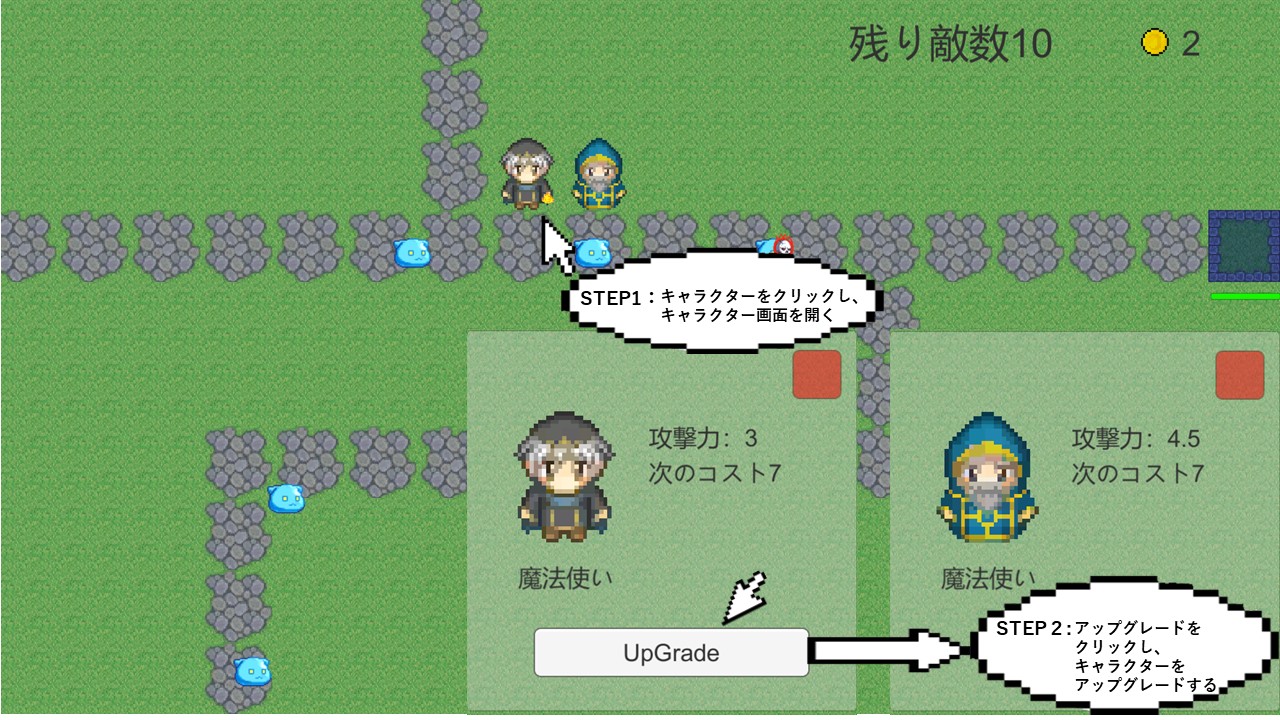 残り敵数10
2
STEP1：キャラクターをクリックし、
キャラクター画面を開く
攻撃力：3
次のコスト7
魔法使い
UpGrade
攻撃力：4.5
次のコスト7
魔法使い
STEP２：アップグレードを
クリックし、
キャラクターを
アップグレードする